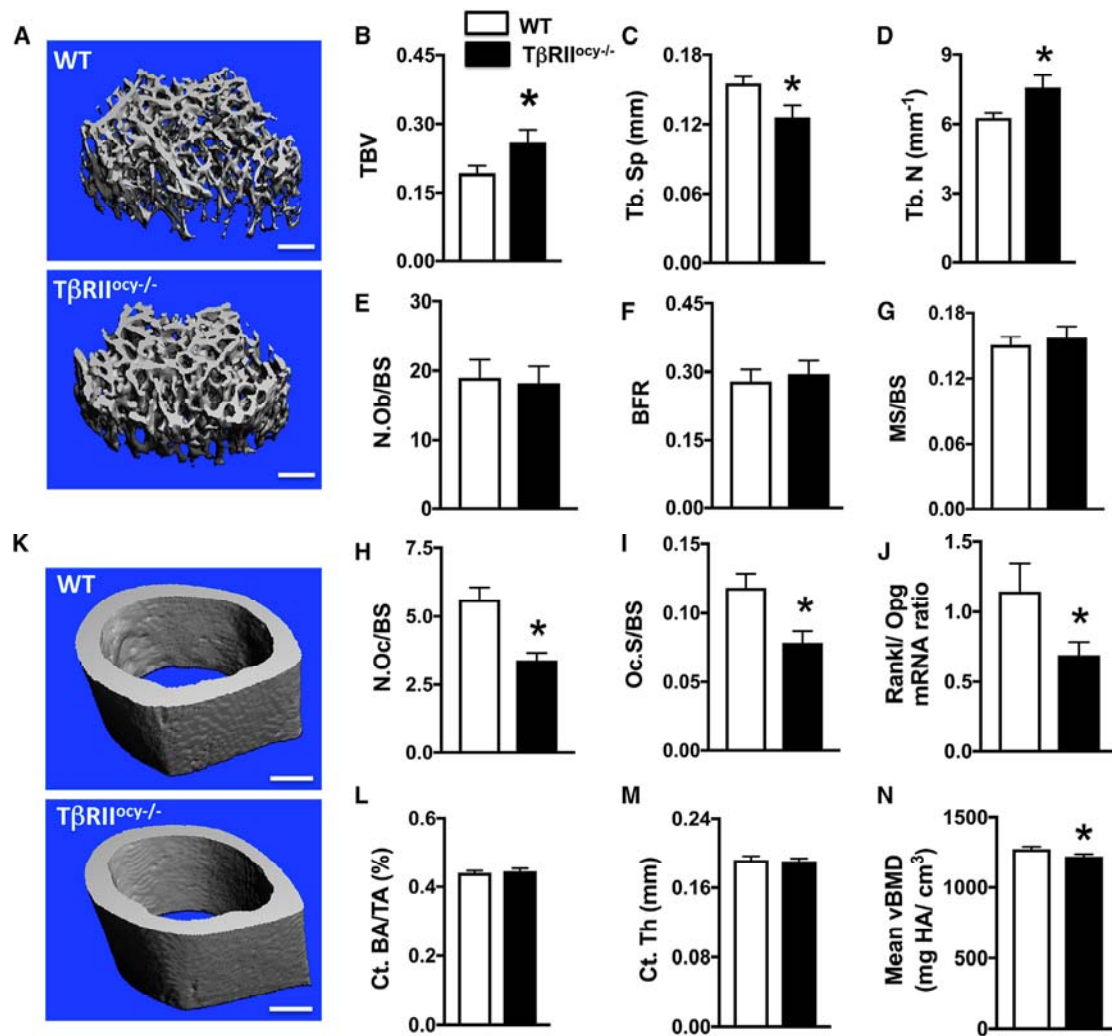 A
WT
TβRIIocy-/-
WT
TβRIIocy-/-
B
TBV
0.45
0.30
0.15
0.00
*
C
Tb. Sp (mm)
0.18
0.12
0.06
0.00
*
D
Tb. N (mm⁻¹)
9
6
3
0
*
E
N.Ob/BS
30
20
10
0
F
BFR
0.45
0.30
0.15
0.00
G
MS/BS
0.18
0.12
0.06
0.00
K
WT
TβRIIocy-/-
H
N.Oc/BS
7.5
5.0
2.5
0.0
*
I
Oc.S/BS
0.15
0.10
0.05
0.00
*
J
Rankl/ Opg
mRNA ratio
1.5
1.0
0.5
0.0
*
L
Ct. BA/TA (%)
0.6
0.4
0.2
0.0
M
Ct. Th (mm)
0.24
0.16
0.08
0.00
N
Mean vBMD
(mg HA/ cm³)
1500
1000
500
0
*